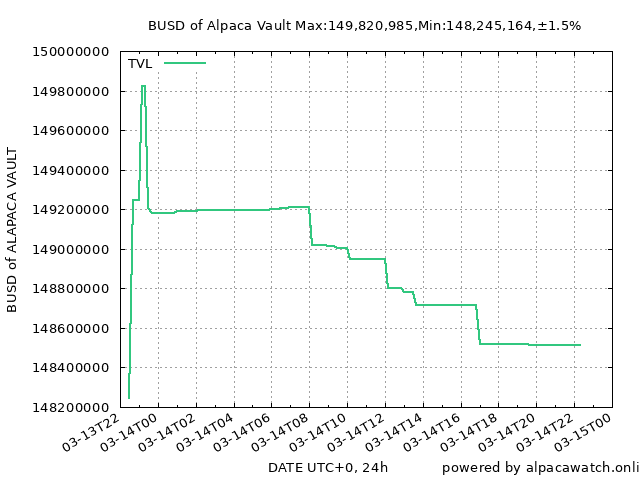 BUSD of Alpaca Vault Max:149,820,985,Min:148,245,164,±1.5%
150000000
149800000
149600000
149400000
149200000
149000000
148800000
148600000
148400000
148200000
BUSD of ALAPACA VAULT
TVL
03-13T22
03-14T00
03-14T02
03-14T04
03-14T06
03-14T08
03-14T10
03-14T12
03-14T14
03-14T16
03-14T18
03-14T20
03-14T22
03-15T00
DATE UTC+0, 24h
powered by alpacawatch.onli